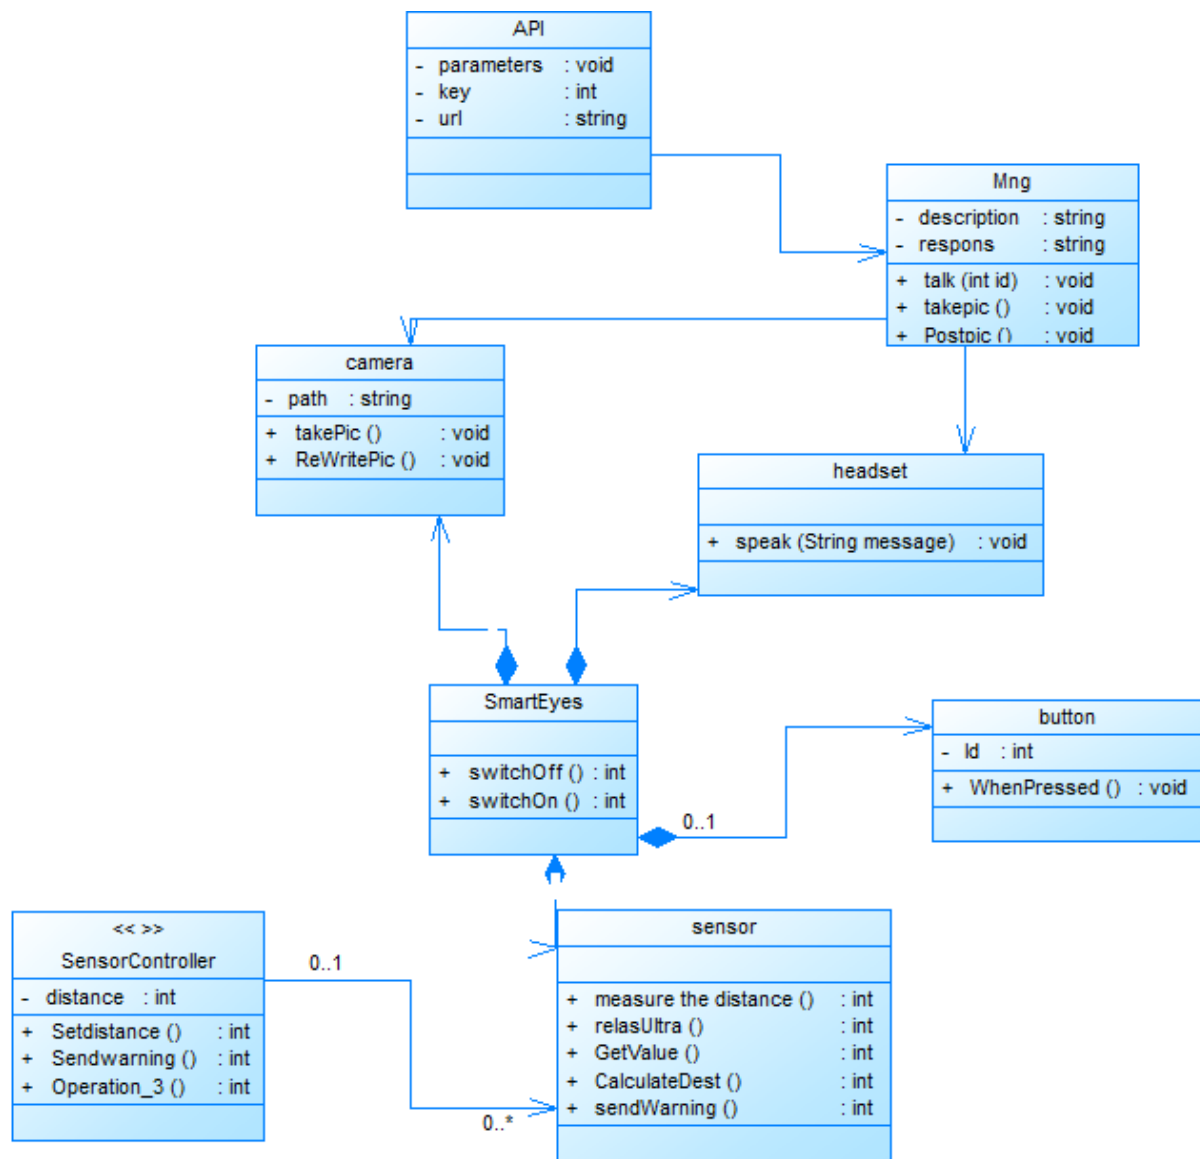 API
- parameters : void
- key : int
- url : string
Mng
- description : string
- respons : string
+ talk (int id) : void
+ takepic () : void
+ Postpic () : void
camera
- path : string
+ takePic () : void
+ ReWritePic () : void
headset
+ speak (String message) : void
SmartEyes
+ switchOff () : int
+ switchOn () : int
0..1
button
- Id : int
+ WhenPressed () : void
<< >>
SensorController
- distance : int
+ Setdistance () : int
+ Sendwarning () : int
+ Operation_3 () : int
0..1
0..*
sensor
+ measure the distance () : int
+ relasUltra () : int
+ GetValue () : int
+ CalculateDest () : int
+ sendWarning () : int